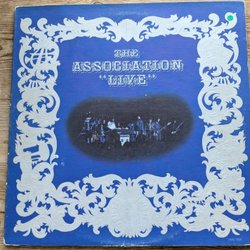 THE
ASSOCIATION
"LIVE"